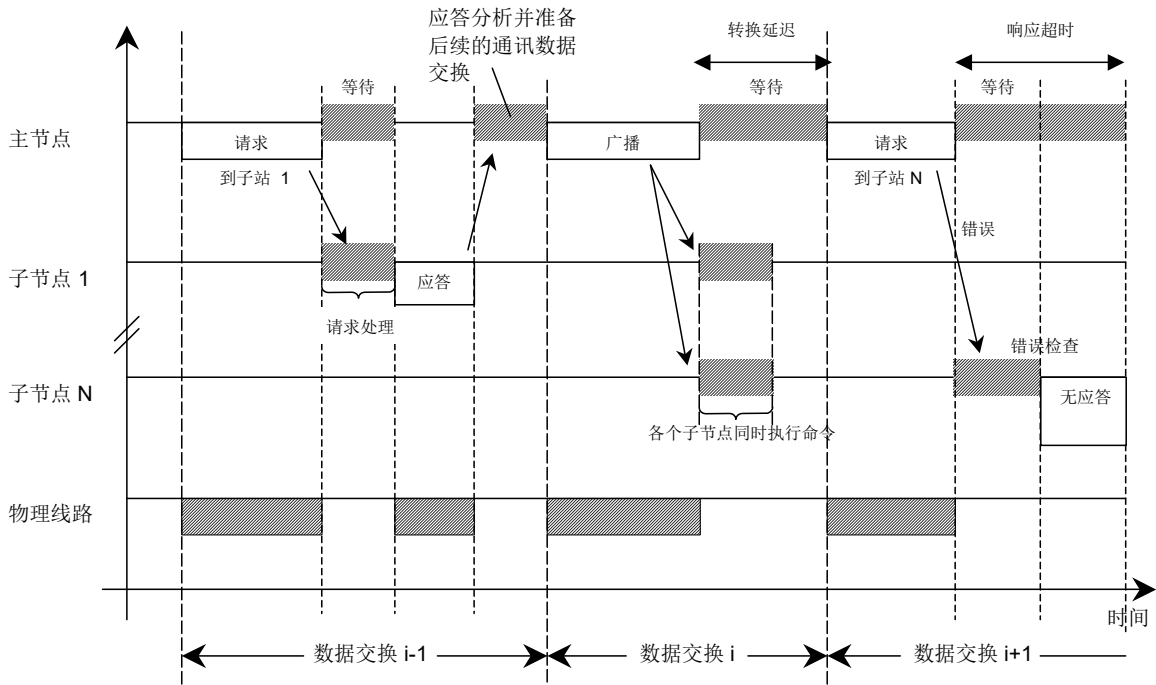 应答分析并准备
后续的通讯数据
交换
转换延迟
响应超时
等待
等待
等待
主节点
请求
广播
请求
到子站 1
到子站 N
错误
子节点 1
应答
请求处理
错误检查
子节点 N
无应答
各个子节点同时执行命令
物理线路
时间
数据交换 i-1
数据交换 i
数据交换 i+1